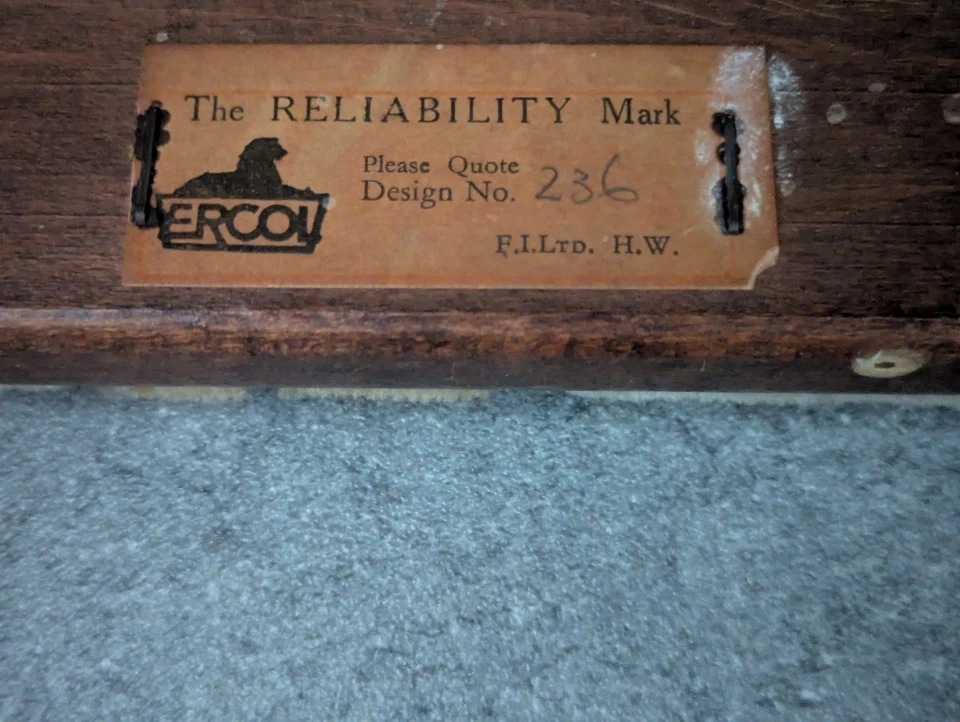 The RELIABILITY Mark
Please Quote
Design No. 236
ERCOL
F.I.LTD. H.W.